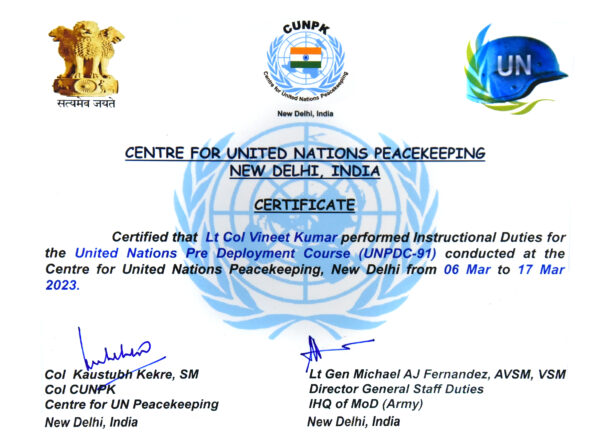 सत्यमेव जयते
CUNPK
Centre for United Nations Peacekeeping
New Delhi, India
UN
CENTRE FOR UNITED NATIONS PEACEKEEPING
NEW DELHI, INDIA
CERTIFICATE
Certified that Lt Col Vineet Kumar performed Instructional Duties for
the United Nations Pre Deployment Course (UNPDC-91) conducted at the
Centre for United Nations Peacekeeping, New Delhi from 06 Mar to 17 Mar
2023.
Col Kaustubh Kekre, SM
Col CUNPK
Centre for UN Peacekeeping
New Delhi, India
Lt Gen Michael AJ Fernandez, AVSM, VSM
Director General Staff Duties
IHQ of MoD (Army)
New Delhi, India